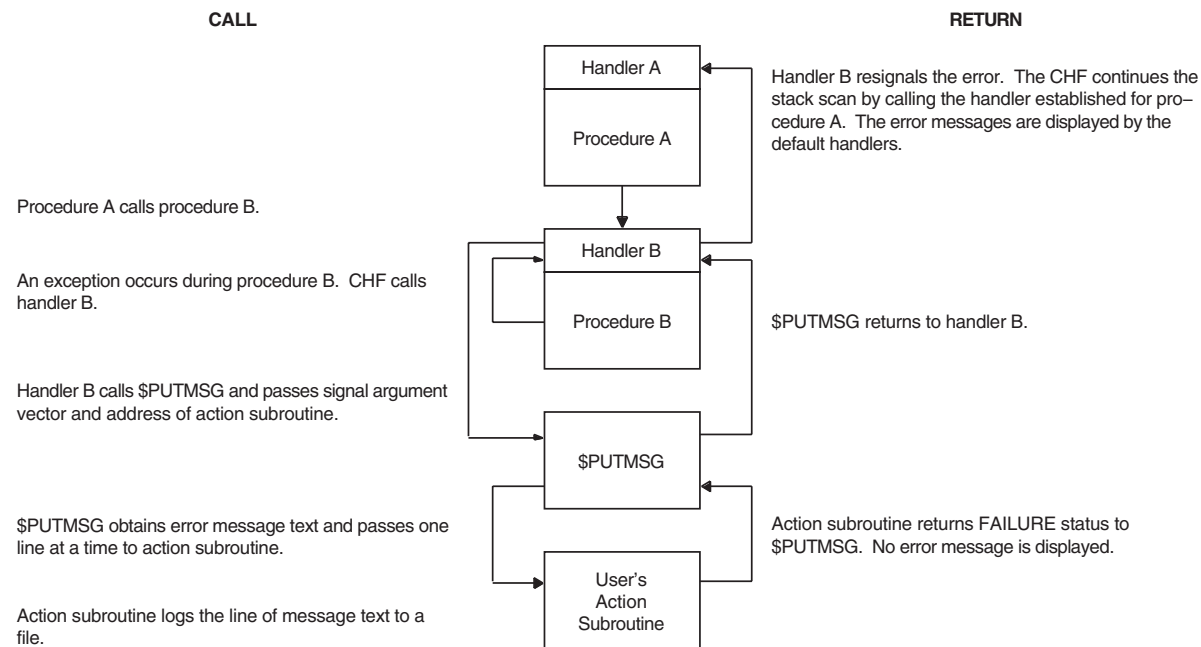 CALL
RETURN
Handler A
Procedure A
Handler B resignals the error. The CHF continues the
stack scan by calling the handler established for pro–
cedure A. The error messages are displayed by the
default handlers.
Procedure A calls procedure B.
Handler B
An exception occurs during procedure B. CHF calls
handler B.
Procedure B
$PUTMSG returns to handler B.
Handler B calls $PUTMSG and passes signal argument
vector and address of action subroutine.
$PUTMSG
$PUTMSG obtains error message text and passes one
line at a time to action subroutine.
Action subroutine returns FAILURE status to
$PUTMSG. No error message is displayed.
User's
Action
Subroutine
Action subroutine logs the line of message text to a
file.